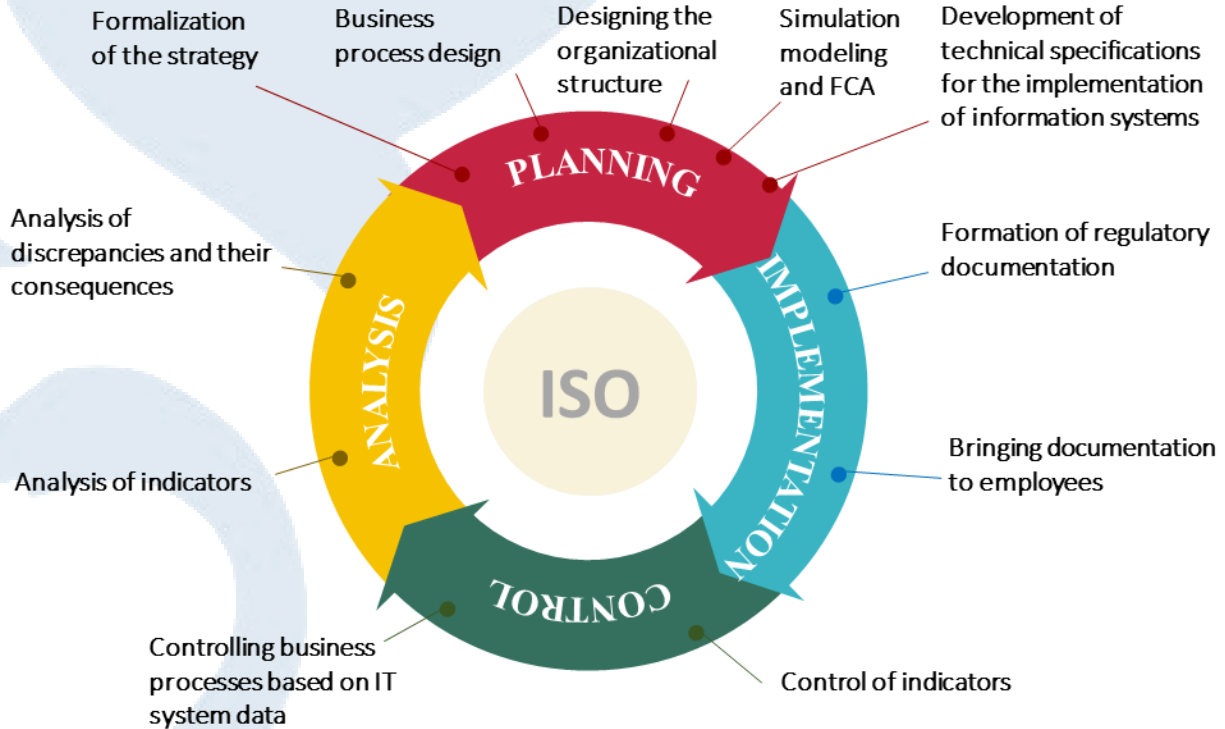 Formalization
of the strategy
Business
process design
Designing the
organizational
structure
Simulation
modeling
and FCA
Development of
technical specifications
for the implementation
of information systems
PLANNING
Analysis of
discrepancies and their
consequences
Formation of regulatory
documentation
IMPLEMENTATION
ANALYSIS
ISO
Analysis of indicators
Bringing documentation
to employees
CONTROL
Controlling business
processes based on IT
system data
Control of indicators